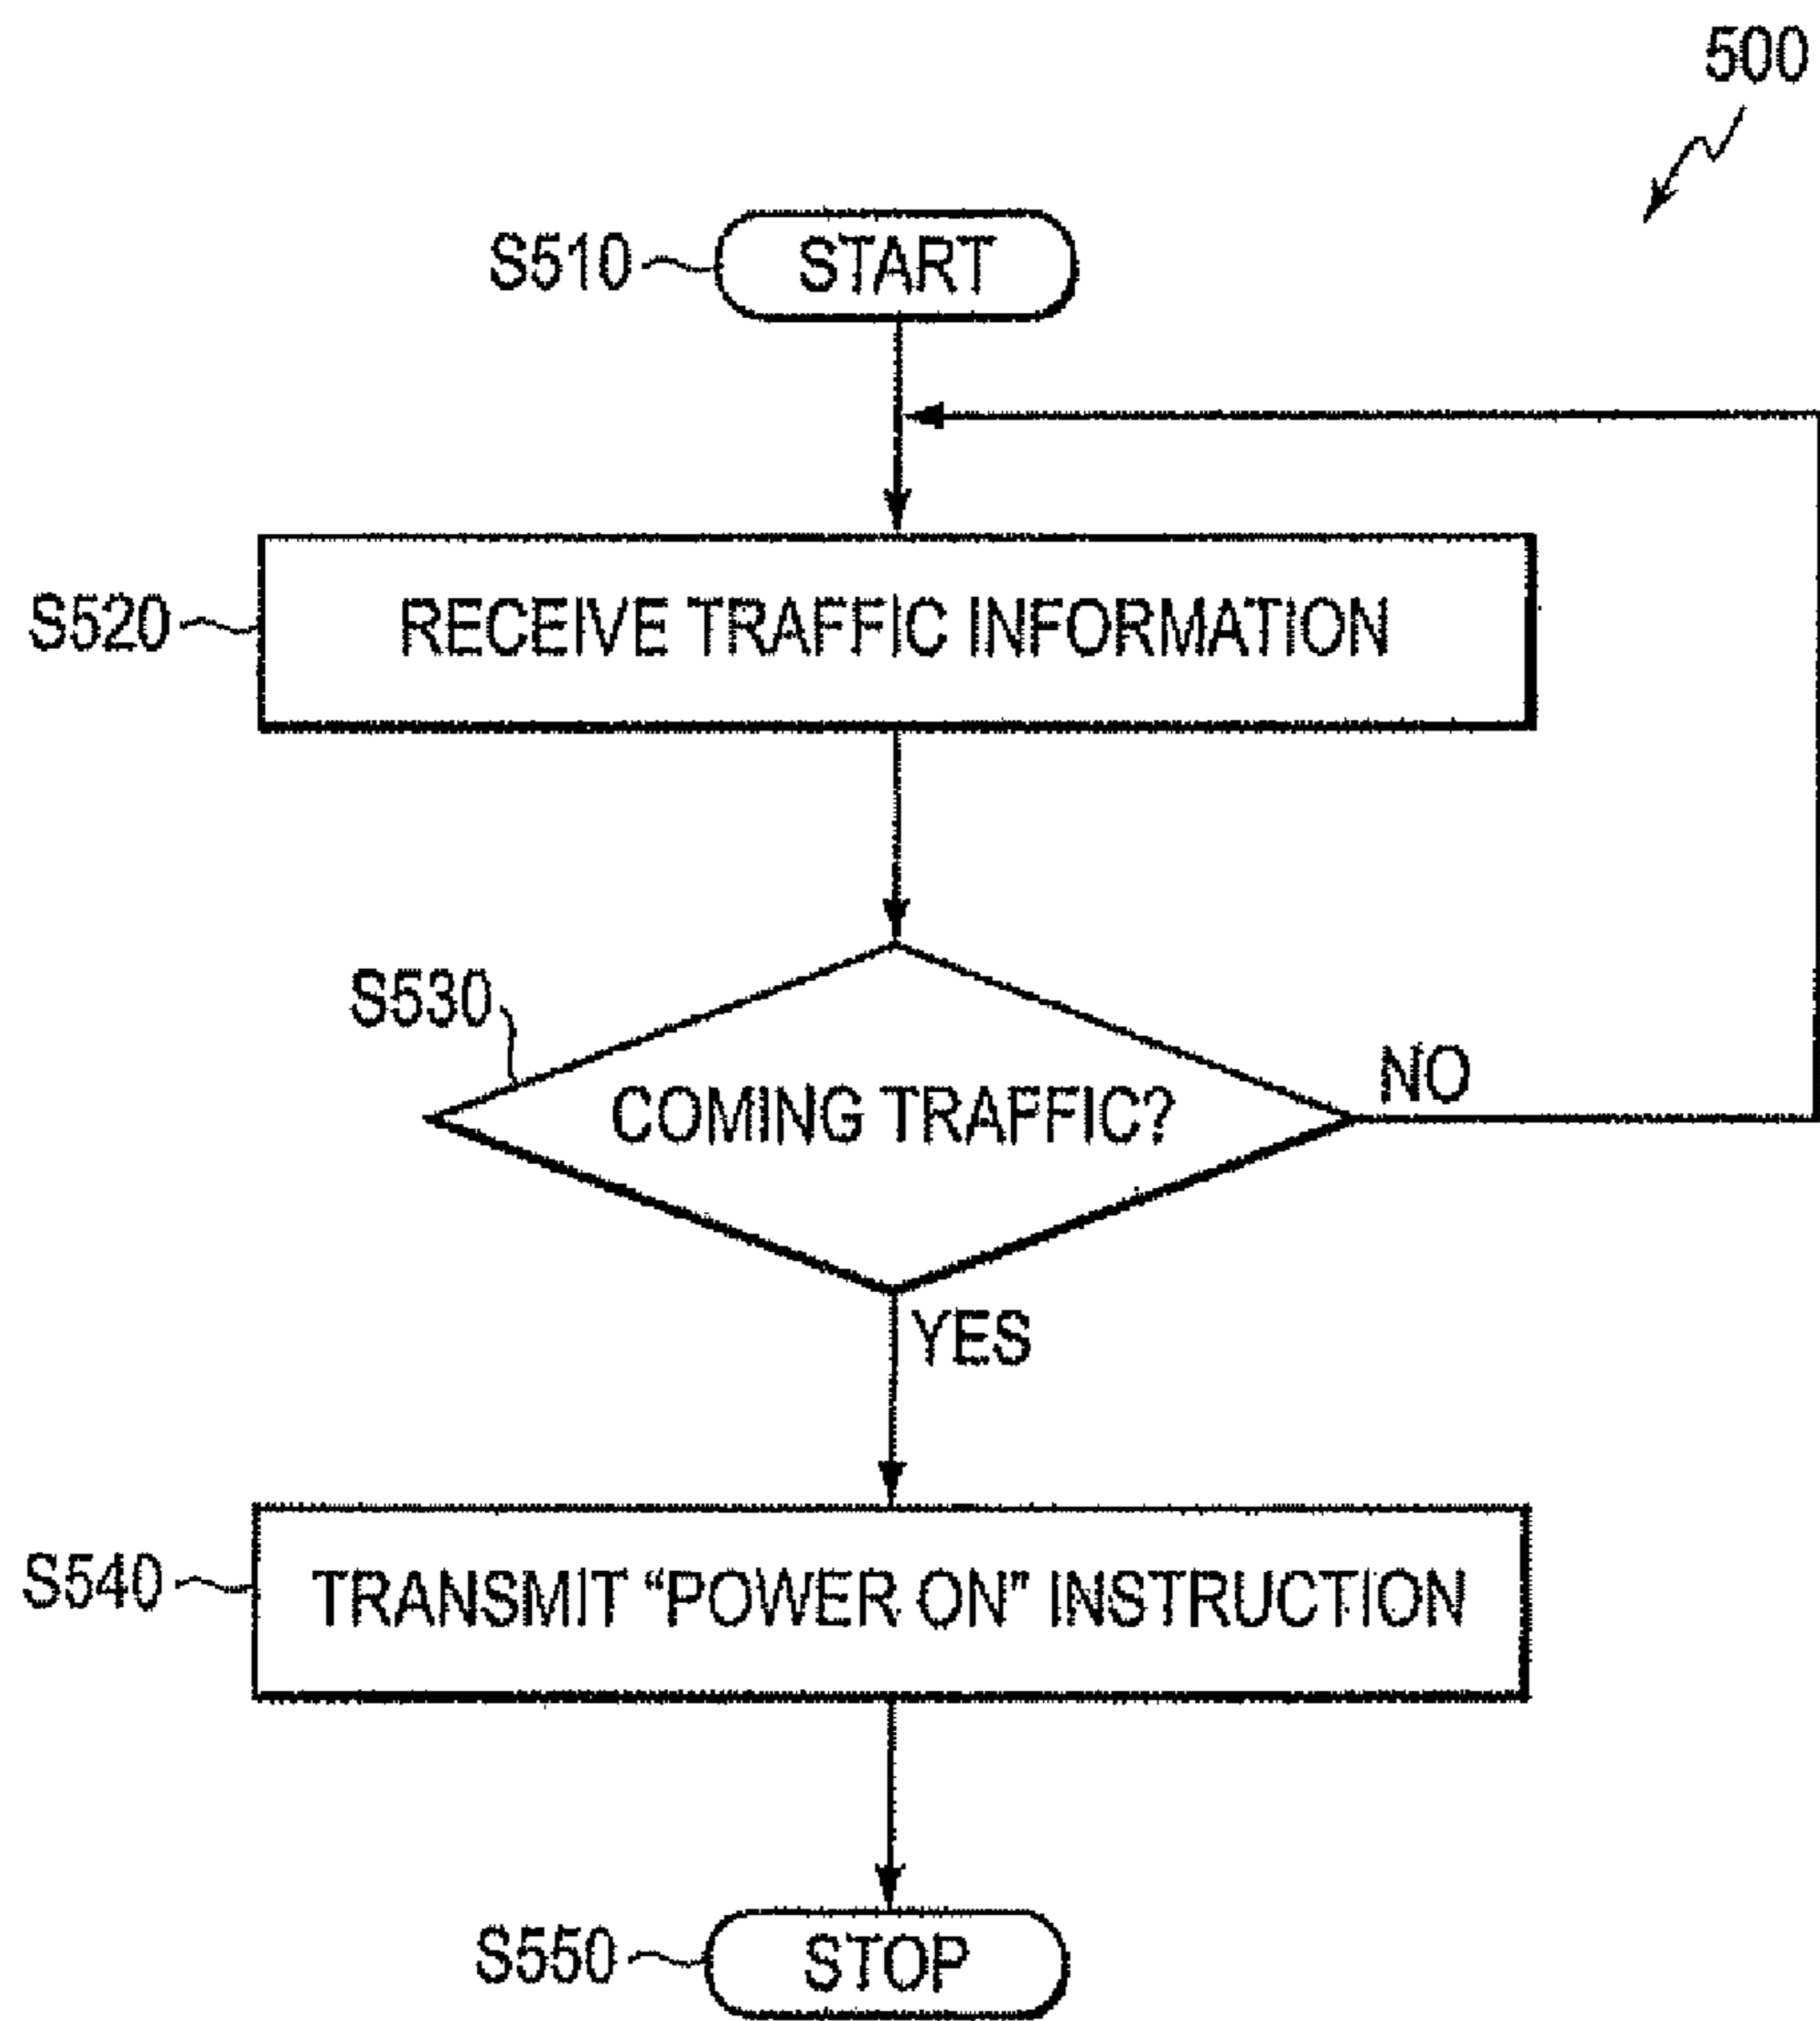 500
S510
START
S520
RECEIVE TRAFFIC INFORMATION
S530
COMING TRAFFIC?
NO
YES
S540
TRANSMIT “POWER ON” INSTRUCTION
S550
STOP